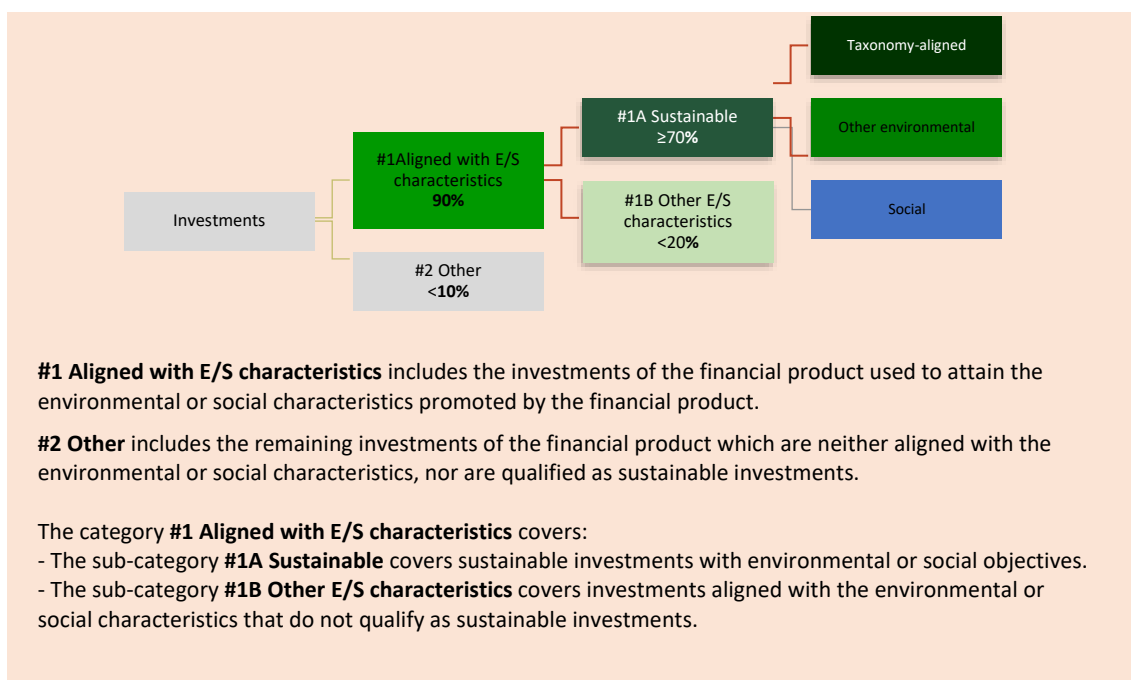 Taxonomy-aligned
#1A Sustainable
≥70%
Other environmental
#1Aligned with E/S
characteristics
90%
#1B Other E/S
characteristics
<20%
Social
Investments
#2 Other
<10%
#1 Aligned with E/S characteristics includes the investments of the financial product used to attain the
environmental or social characteristics promoted by the financial product.
#2 Other includes the remaining investments of the financial product which are neither aligned with the
environmental or social characteristics, nor are qualified as sustainable investments.
The category #1 Aligned with E/S characteristics covers:
- The sub-category #1A Sustainable covers sustainable investments with environmental or social objectives.
- The sub-category #1B Other E/S characteristics covers investments aligned with the environmental or
social characteristics that do not qualify as sustainable investments.